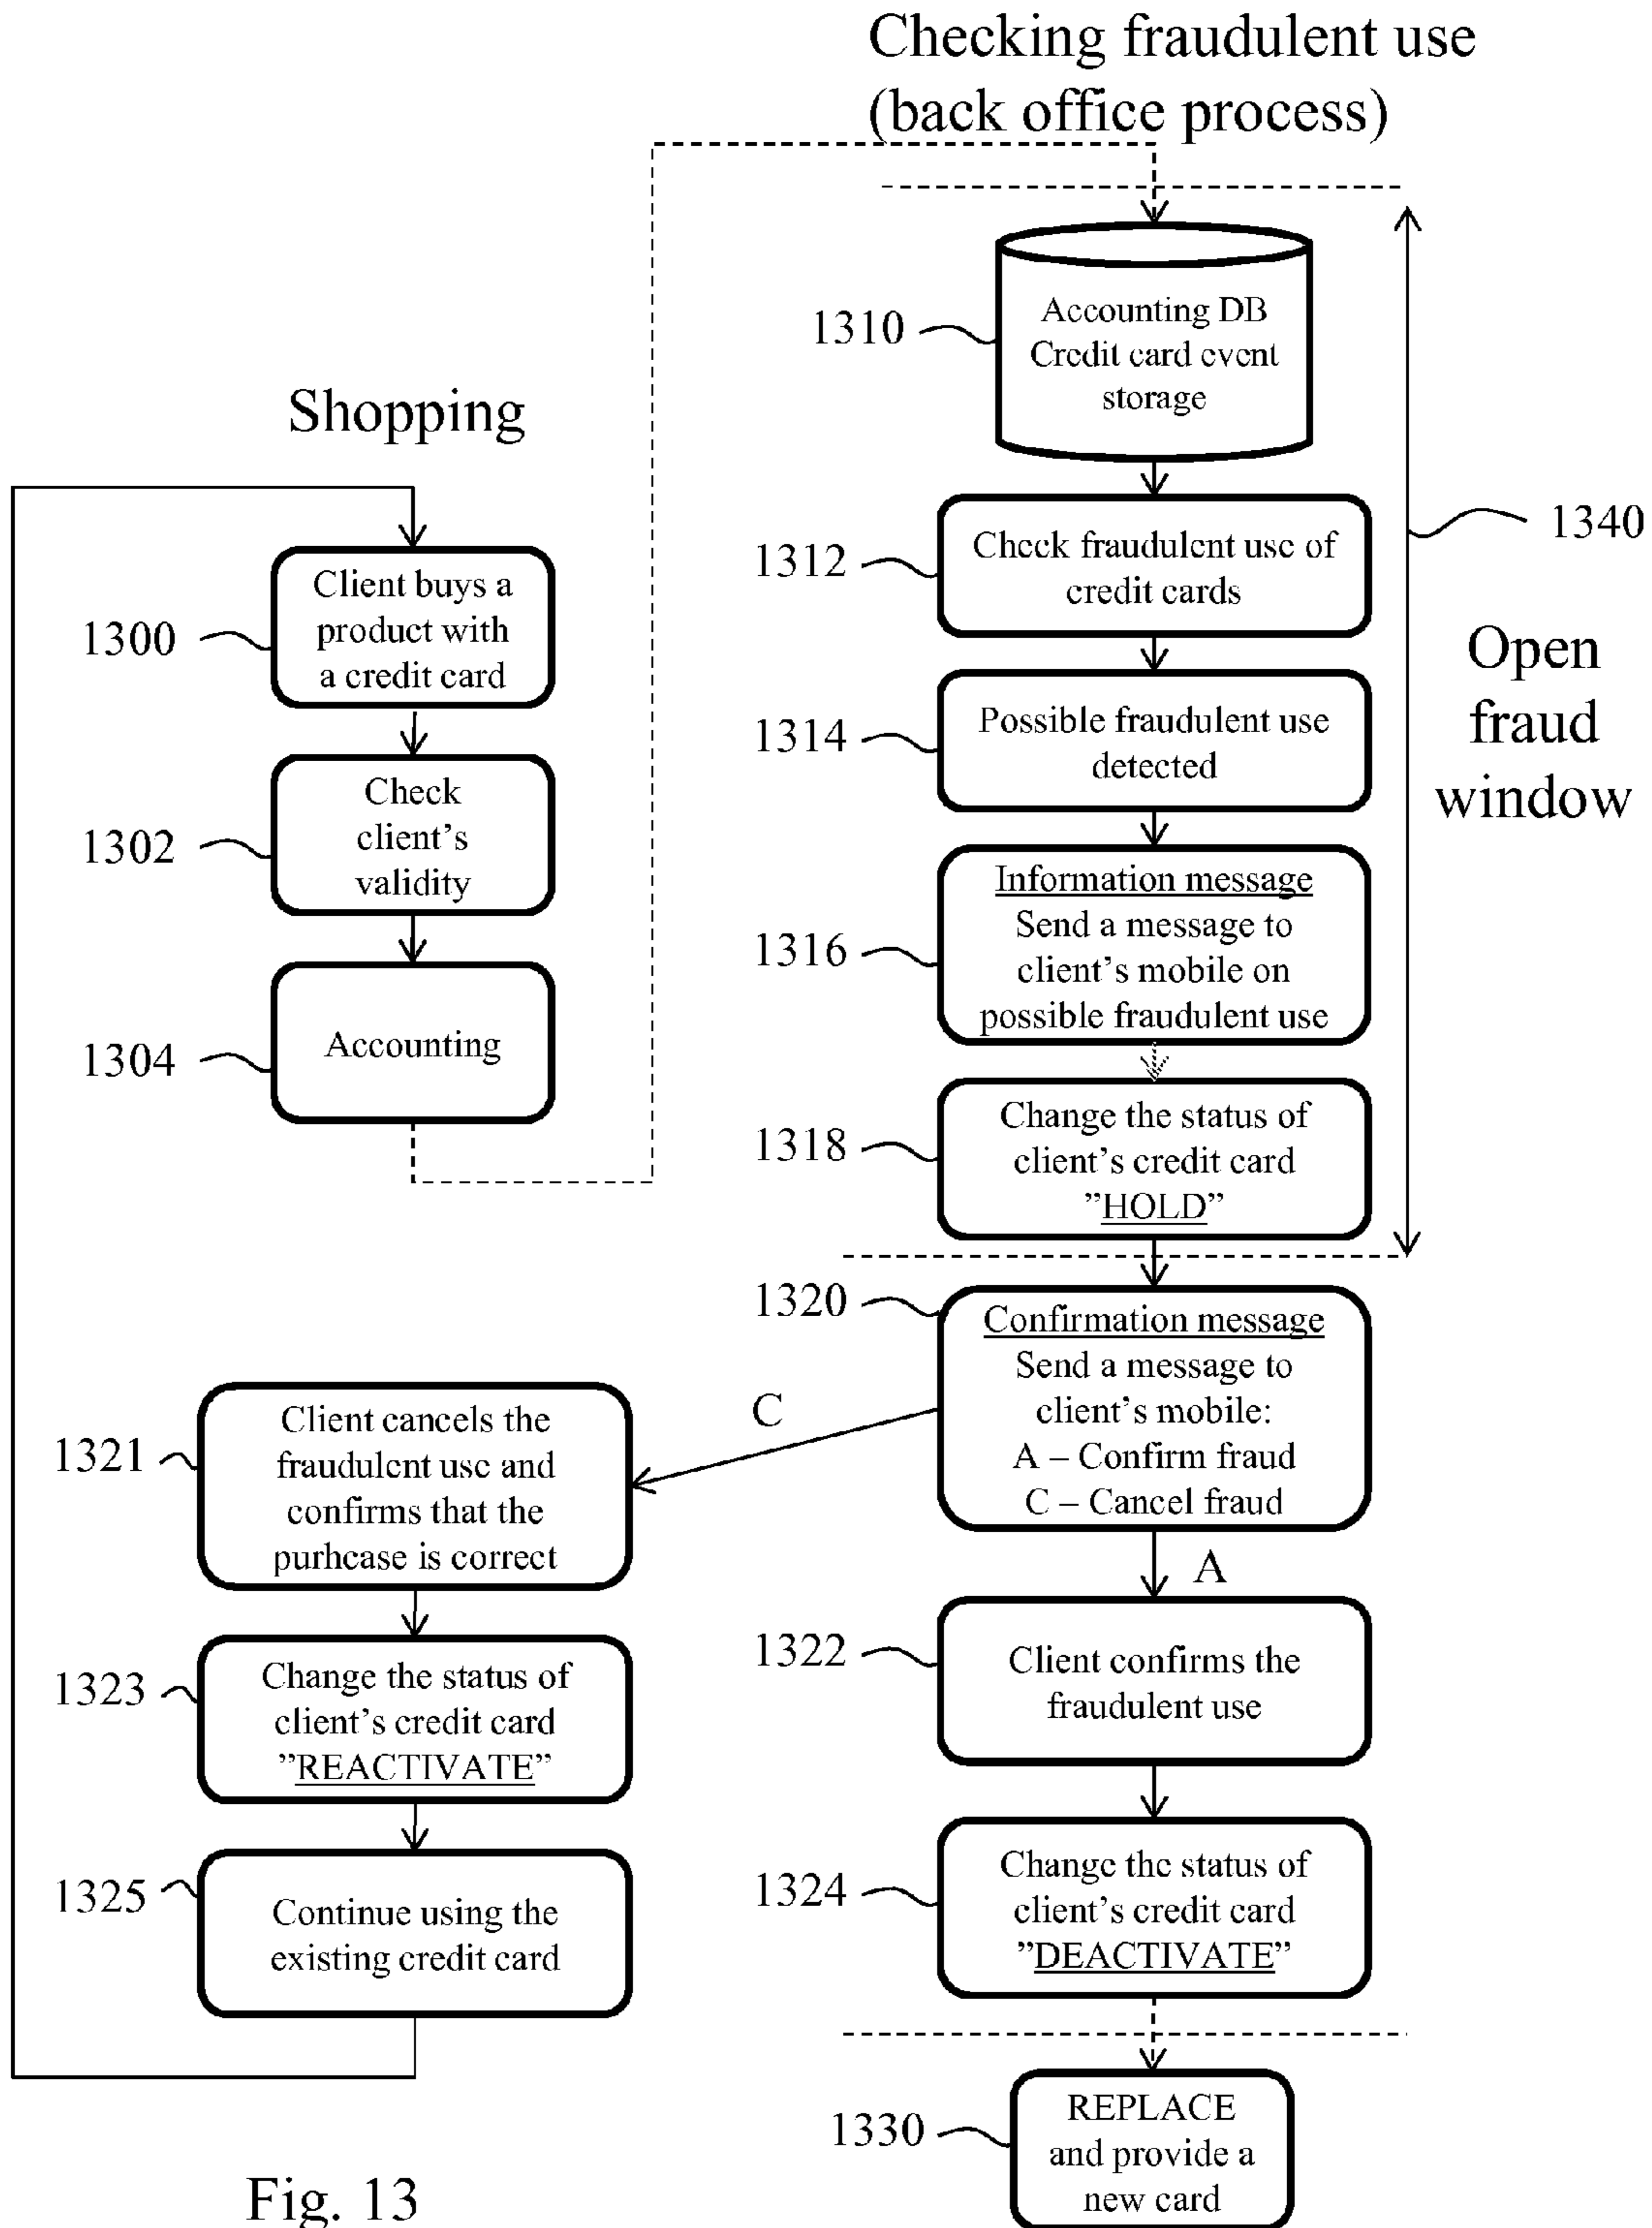 Checking fraudulent use
(back office process)
1310
Accounting DB
Credit card event
storage
Shopping
1300
Client buys a
product with
a credit card
1302
Check
client's
validity
1304
Accounting
1312
Check fraudulent use of
credit cards
1340
Open
fraud
window
1314
Possible fraudulent use
detected
1316
Information message
Send a message to
client's mobile on
possible fraudulent use
1318
Change the status of
client's credit card
”HOLD”
1320
Confirmation message
Send a message to
client's mobile:
A – Confirm fraud
C – Cancel fraud
C
A
1321
Client cancels the
fraudulent use and
confirms that the
purhcase is correct
1323
Change the status of
client's credit card
”REACTIVATE”
1325
Continue using the
existing credit card
1322
Client confirms the
fraudulent use
1324
Change the status of
client's credit card
”DEACTIVATE”
1330
REPLACE
and provide a
new card
Fig. 13